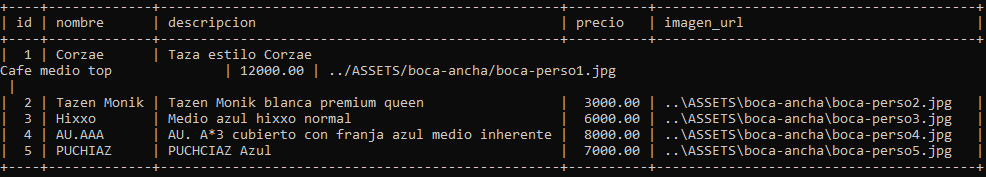 +----+-------------+------------------------------------------------+----------+--------------------------------------+
| id | nombre      | descripcion                                    | precio   | imagen_url                           |
+----+-------------+------------------------------------------------+----------+--------------------------------------+
|  1 | Corzae      | Taza estilo Corzae
Cafe medio top              | 12000.00 | ../ASSETS/boca-ancha/boca-perso1.jpg
 |
|  2 | Tazen Monik | Tazen Monik blanca premium queen               |  3000.00 | ..\ASSETS\boca-ancha\boca-perso2.jpg |
|  3 | Hixxo       | Medio azul hixxo normal                        |  6000.00 | ..\ASSETS\boca-ancha\boca-perso3.jpg |
|  4 | AU.AAA      | AU. A*3 cubierto con franja azul medio inherente |  8000.00 | ..\ASSETS\boca-ancha\boca-perso4.jpg |
|  5 | PUCHIAZ     | PUCHCIAZ Azul                                  |  7000.00 | ..\ASSETS\boca-ancha\boca-perso5.jpg |
+----+-------------+------------------------------------------------+----------+--------------------------------------+